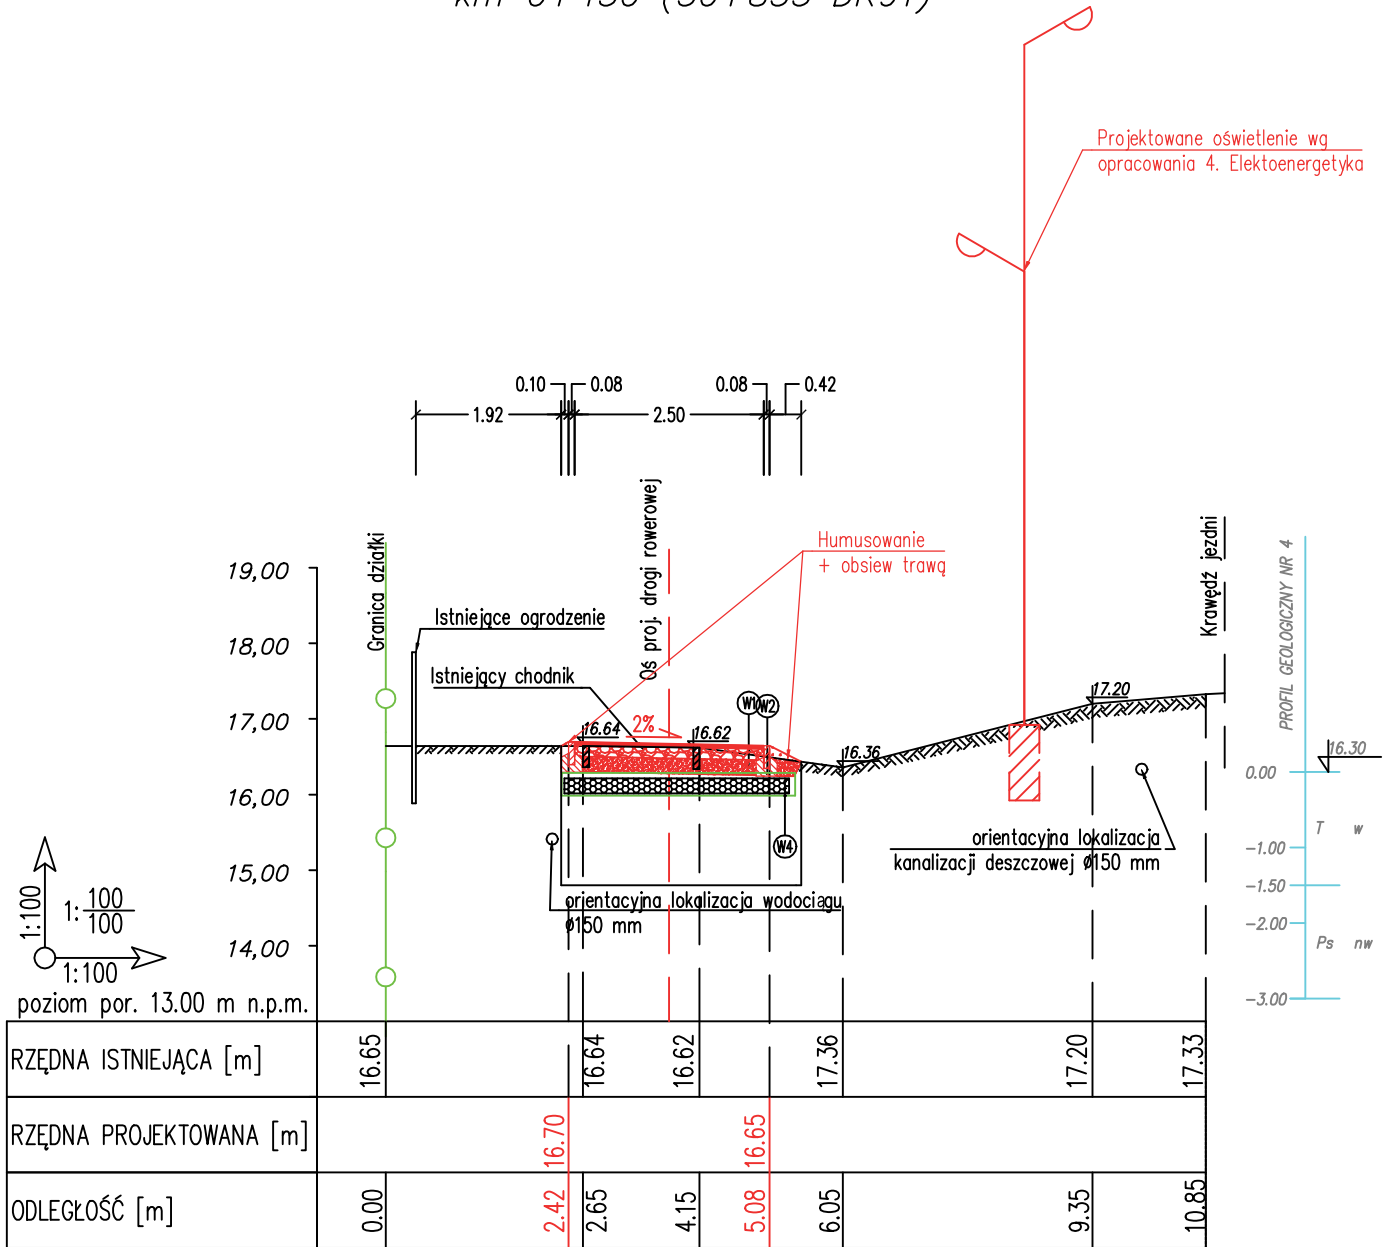 km 0+150 (50+855 DK91)
Projektowane oświetlenie wg
opracowania 4. Elektoenergetyka
0.10
0.08
0.08
0.42
1.92
2.50
Granica działki
Oś proj. drogi rowerowej
Krawędź jezdni
PROFIL GEOLOGICZNY NR 4
Humusowanie
+ obsiew trawą
Istniejące ogrodzenie
Istniejący chodnik
19,00
18,00
17,00
16,00
15,00
14,00
W1
W2
W4
2%
16.64
16.62
16.36
17.20
16.30
0.00
-1.00
-1.50
-2.00
-3.00
T w
Ps nw
orientacyjna lokalizacja
kanalizacji deszczowej Ø150 mm
orientacyjna lokalizacja wodociągu
Ø150 mm
1:100
1:100/100
1:100
poziom por. 13.00 m n.p.m.
RZĘDNA ISTNIEJĄCA [m] 16.65 16.64 16.62 17.36 17.20 17.33
RZĘDNA PROJEKTOWANA [m] 16.70 16.65
ODLEGŁOŚĆ [m] 0.00 2.42 2.65 4.15 5.08 6.05 9.35 10.85